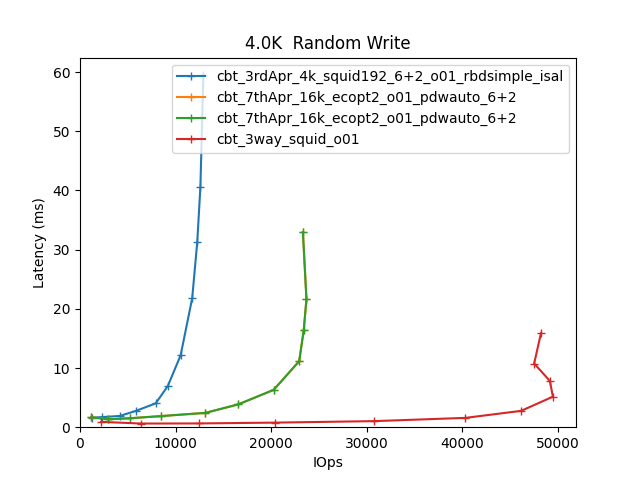 4.0K  Random Write
cbt_3rdApr_4k_squid192_6+2_o01_rbdsimple_isal
cbt_7thApr_16k_ecopt2_o01_pdwauto_6+2
cbt_7thApr_16k_ecopt2_o01_pdwauto_6+2
cbt_3way_squid_o01
60
50
40
30
20
10
0
Latency (ms)
0 10000 20000 30000 40000 50000
IOps